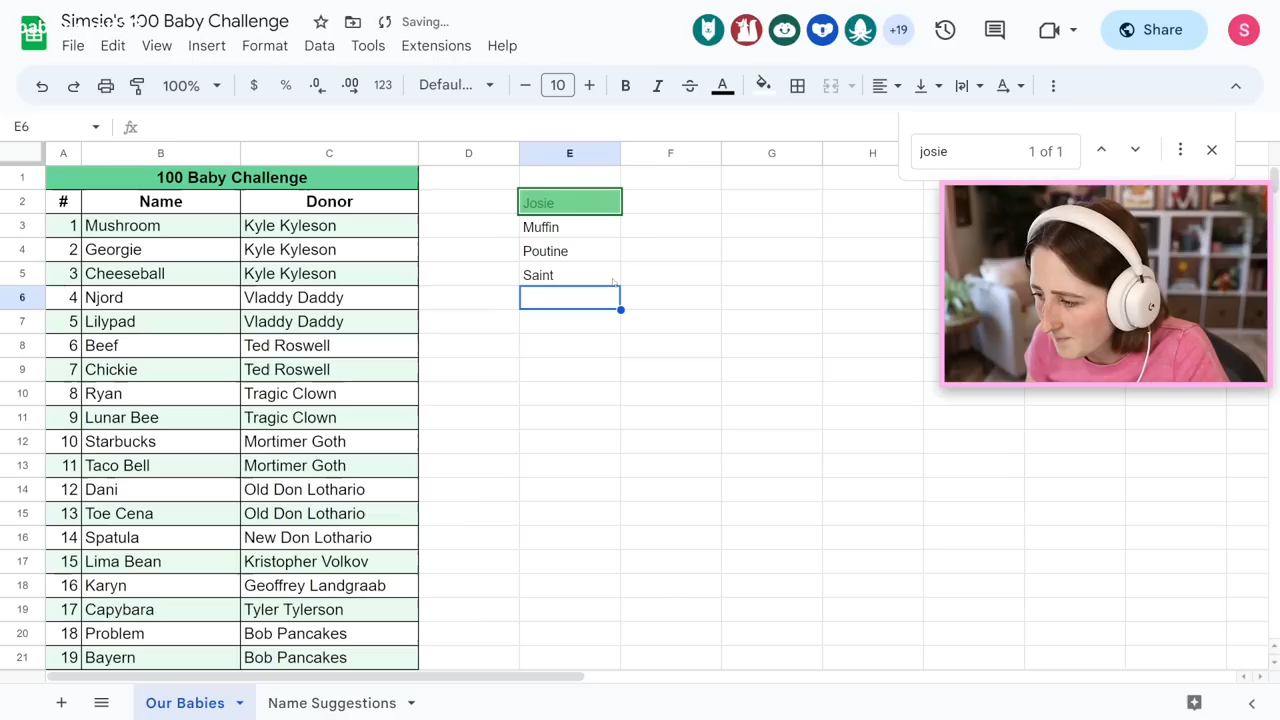 Simsie's 100 Baby Challenge
Saving...
File Edit View Insert Format Data Tools Extensions Help
+19
Share
S
100%
$ % .0 .00 123
Defaul...
10
B I S A
E6
fx
josie 1 of 1
A B C D E F G H
1 100 Baby Challenge
2 # Name Donor Josie
3 1 Mushroom Kyle Kyleson Muffin
4 2 Georgie Kyle Kyleson Poutine
5 3 Cheeseball Kyle Kyleson Saint
6 4 Njord Vladdy Daddy
7 5 Lilypad Vladdy Daddy
8 6 Beef Ted Roswell
9 7 Chickie Ted Roswell
10 8 Ryan Tragic Clown
11 9 Lunar Bee Tragic Clown
12 10 Starbucks Mortimer Goth
13 11 Taco Bell Mortimer Goth
14 12 Dani Old Don Lothario
15 13 Toe Cena Old Don Lothario
16 14 Spatula New Don Lothario
17 15 Lima Bean Kristopher Volkov
18 16 Karyn Geoffrey Landgraab
19 17 Capybara Tyler Tylerson
20 18 Problem Bob Pancakes
21 19 Bayern Bob Pancakes
Our Babies Name Suggestions